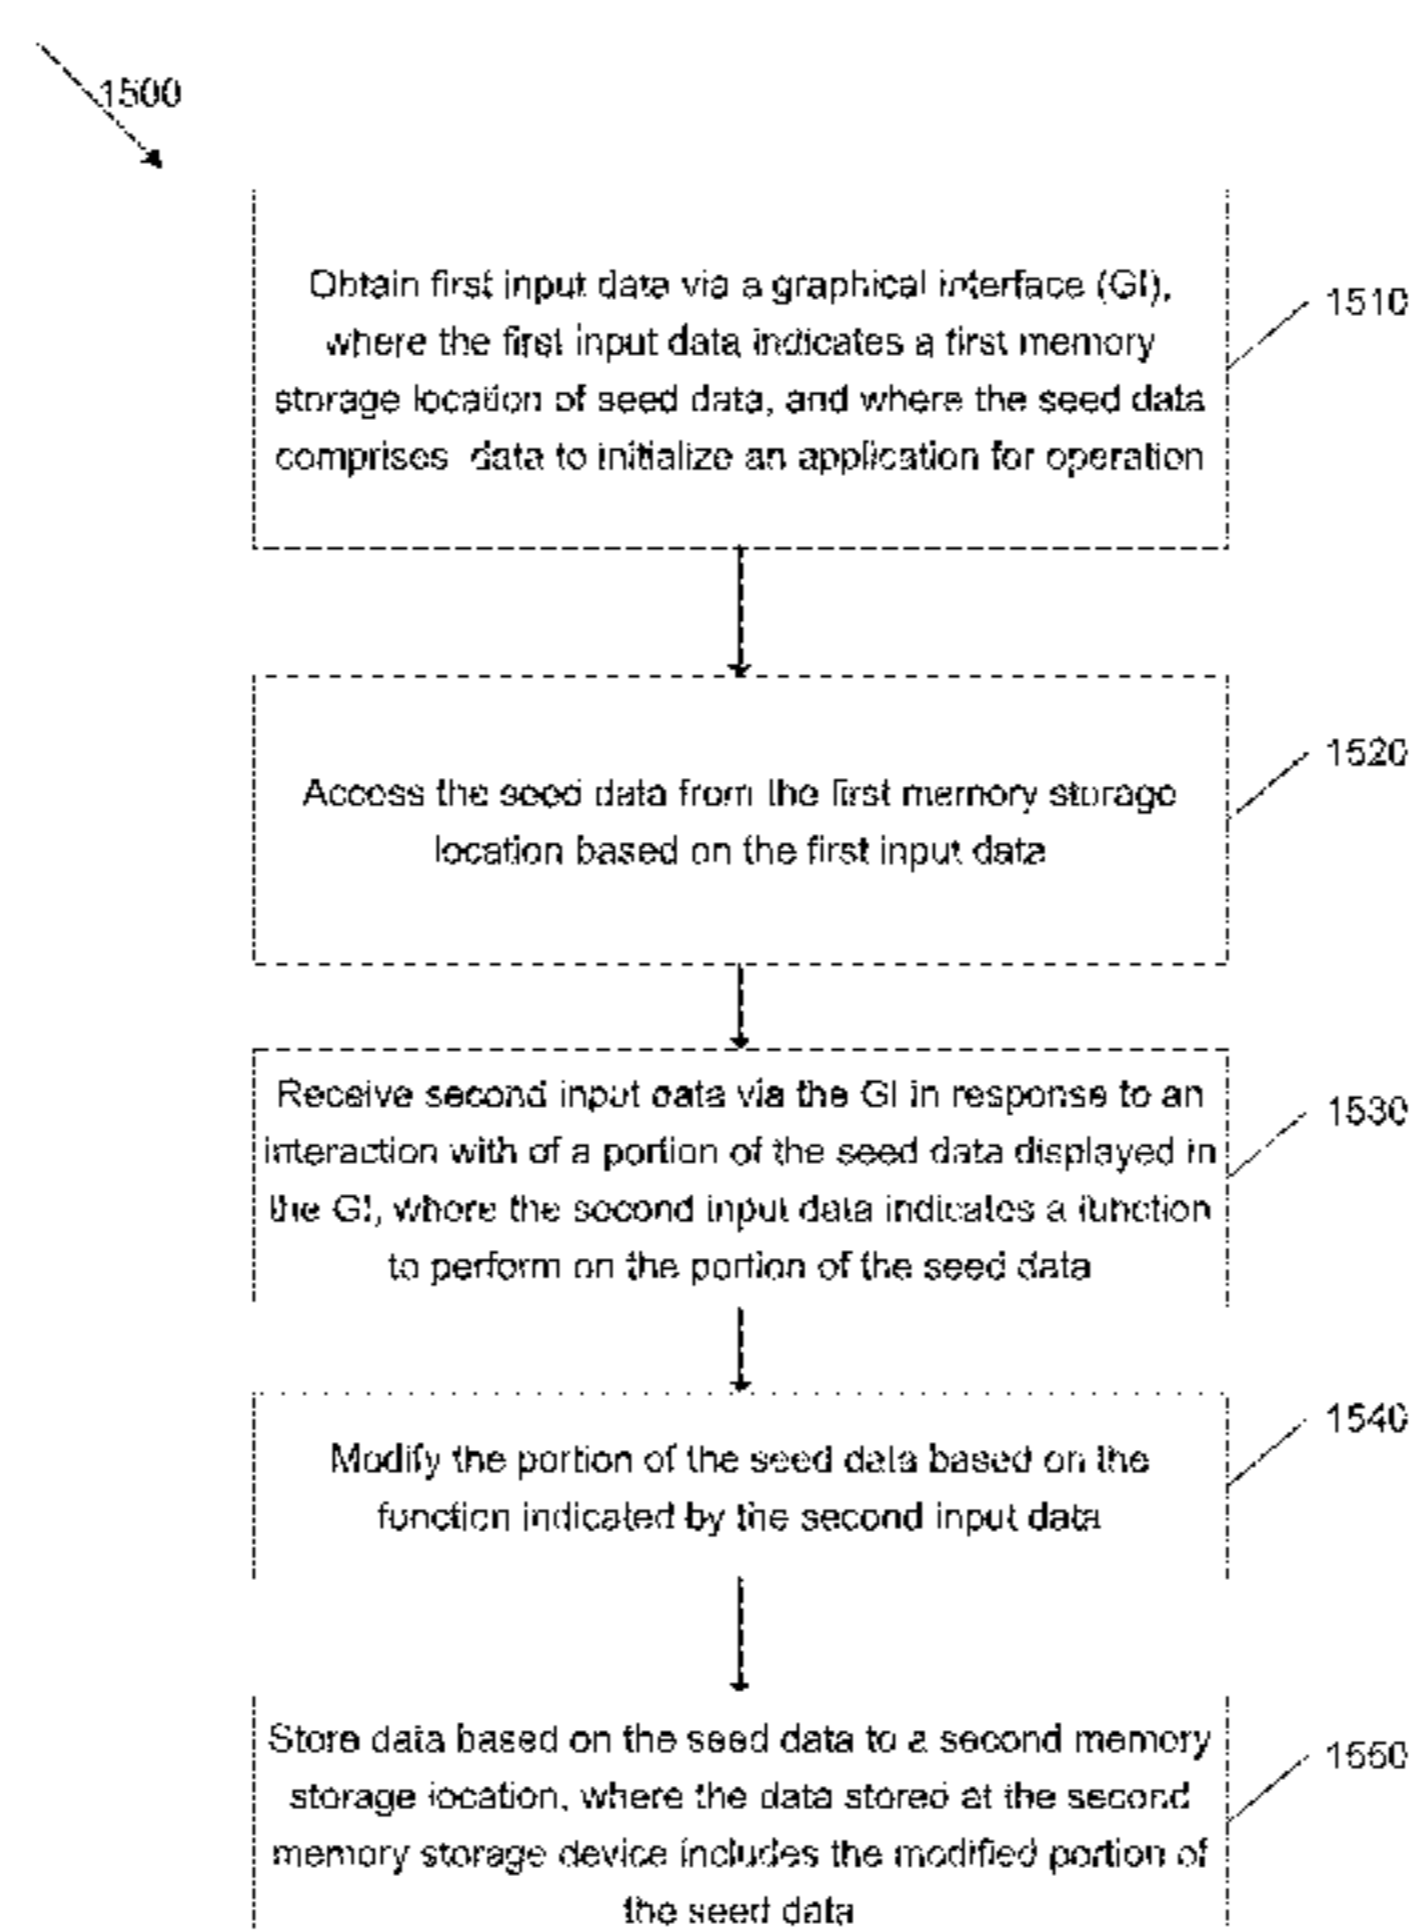 1500
Obtain first input data via a graphical interface (GI),
where the first input data indicates a first memory
storage location of seed data, and where the seed data
comprises data to initialize an application for operation
1510
Access the seed data from the first memory storage
location based on the first input data
1520
Receive second input data via the GI in response to an
interaction with of a portion of the seed data displayed in
the GI, where the second input data indicates a function
to perform on the portion of the seed data
1530
Modify the portion of the seed data based on the
function indicated by the second input data
1540
Store data based on the seed data to a second memory
storage location, where the data stored at the second
memory storage device includes the modified portion of
the seed data
1550